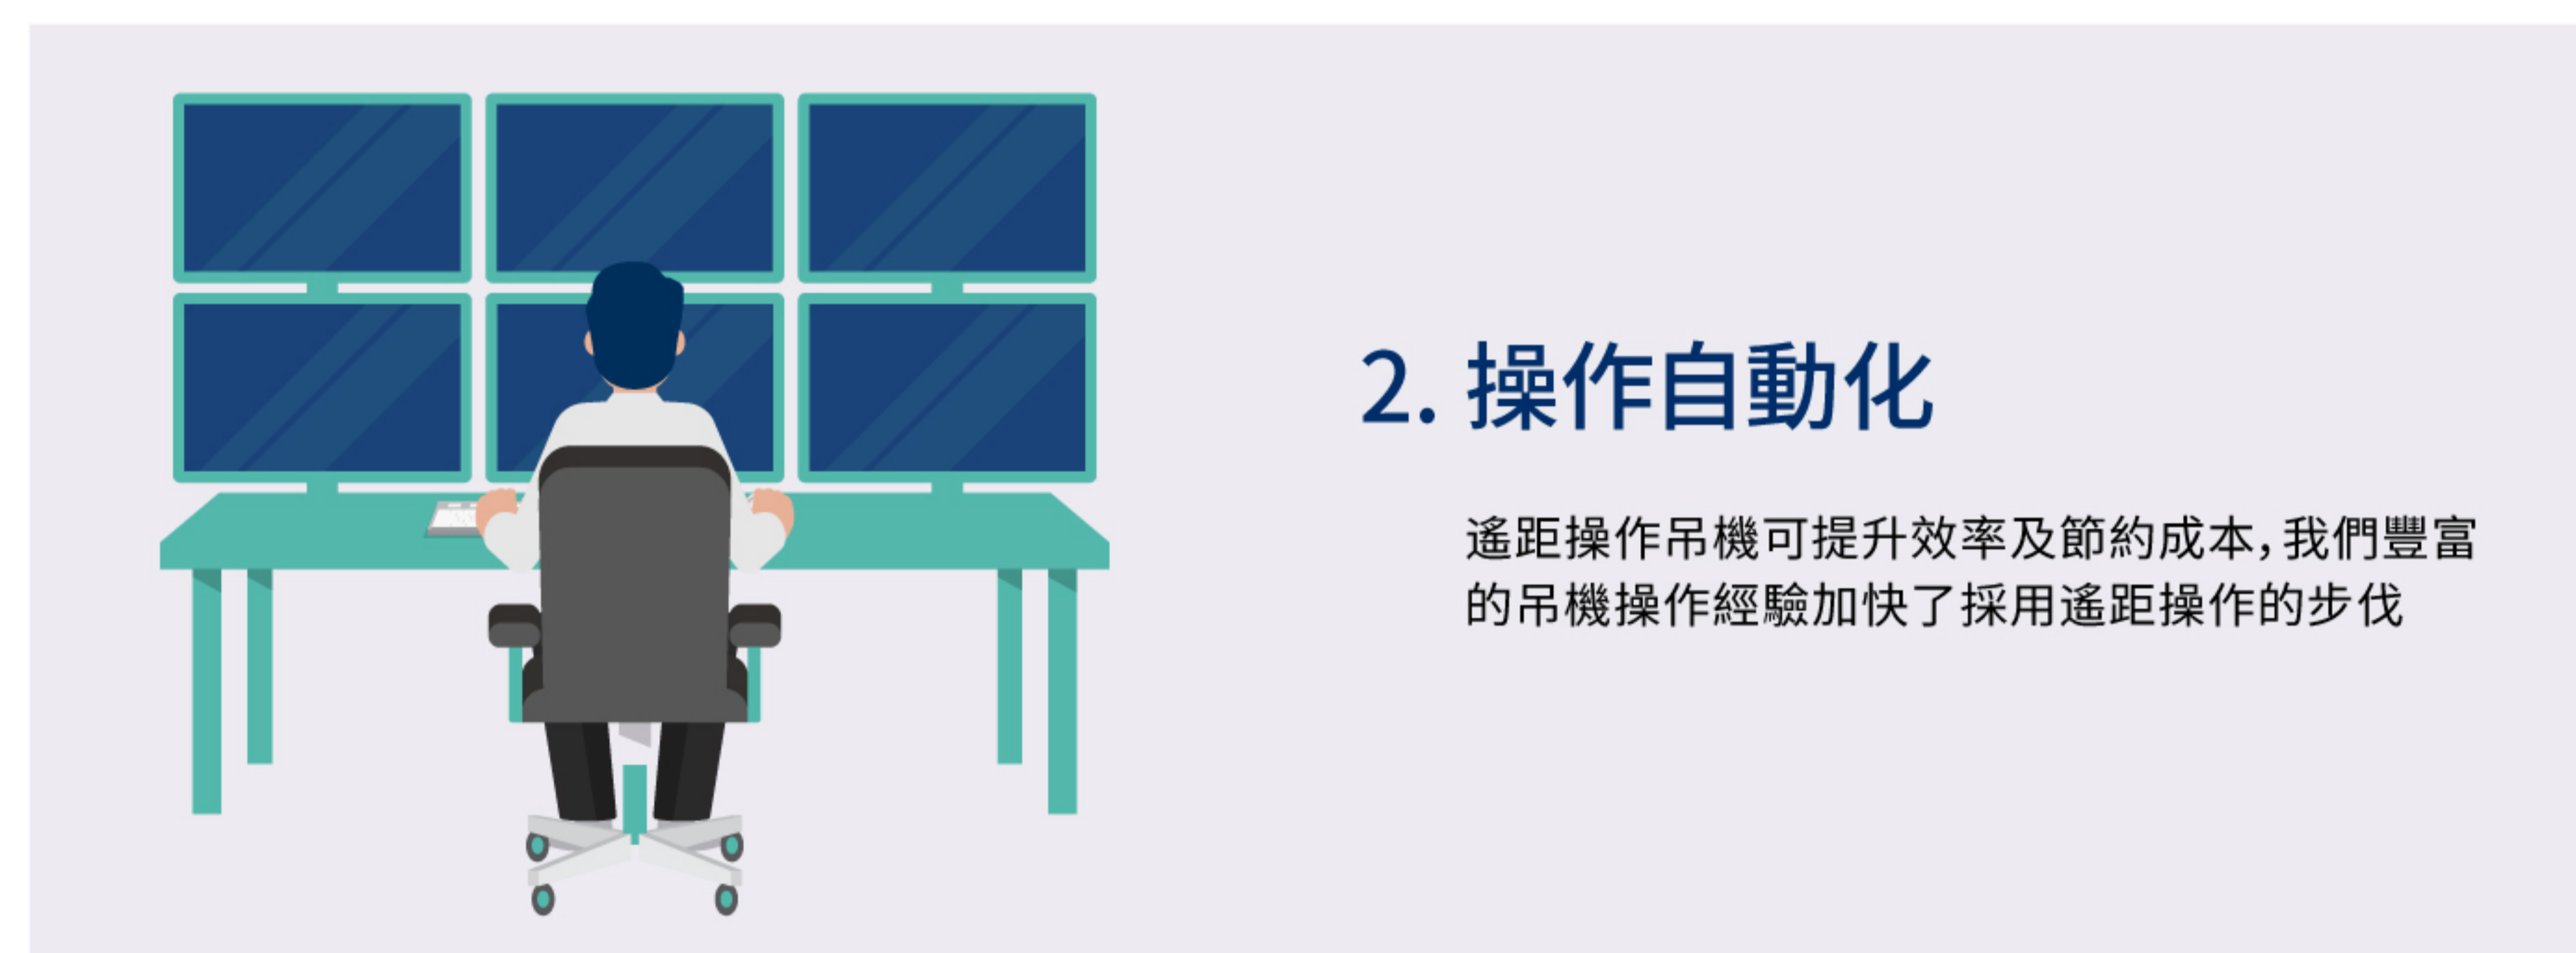 2. 操作自動化
遙距操作吊機可提升效率及節約成本，我們豐富
的吊機操作經驗加快了採用遙距操作的步伐